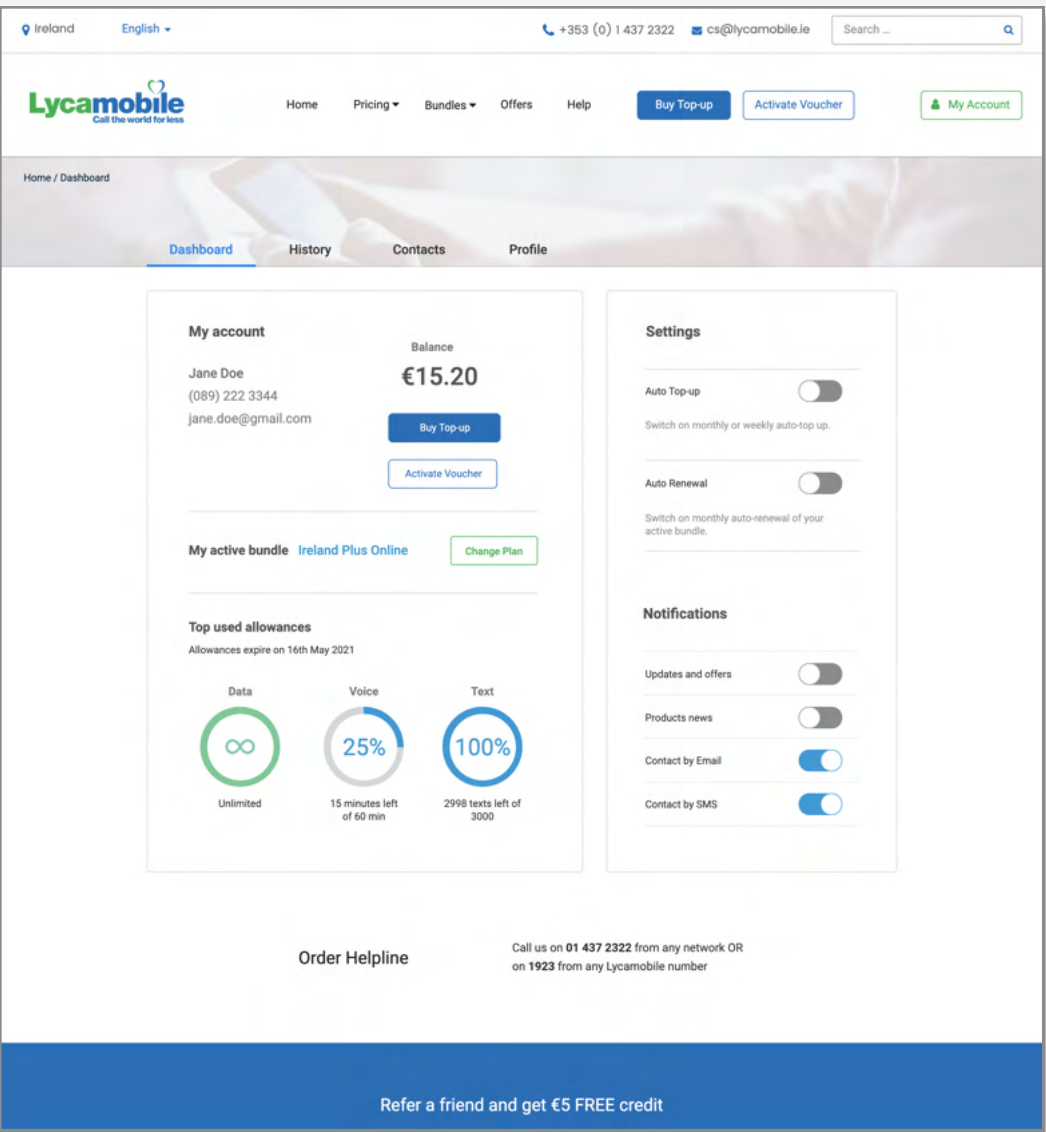 Ireland English +353 (0) 1 437 2322 cs@lycamobile.ie Search ...
Lycamobile
Call the world for less
Home Pricing Bundles Offers Help Buy Top-up Activate Voucher My Account
Home / Dashboard
Dashboard History Contacts Profile
My account
Balance
Jane Doe
€15.20
(089) 222 3344
jane.doe@gmail.com
Buy Top-up
Activate Voucher
My active bundle Ireland Plus Online Change Plan
Top used allowances
Allowances expire on 16th May 2021
Data Voice Text
∞ 25% 100%
Unlimited
15 minutes left
of 60 min
2998 texts left of
3000
Settings
Auto Top-up
Switch on monthly or weekly auto-top up.
Auto Renewal
Switch on monthly auto-renewal of your
active bundle.
Notifications
Updates and offers
Products news
Contact by Email
Contact by SMS
Order Helpline
Call us on 01 437 2322 from any network OR
on 1923 from any Lycamobile number
Refer a friend and get €5 FREE credit